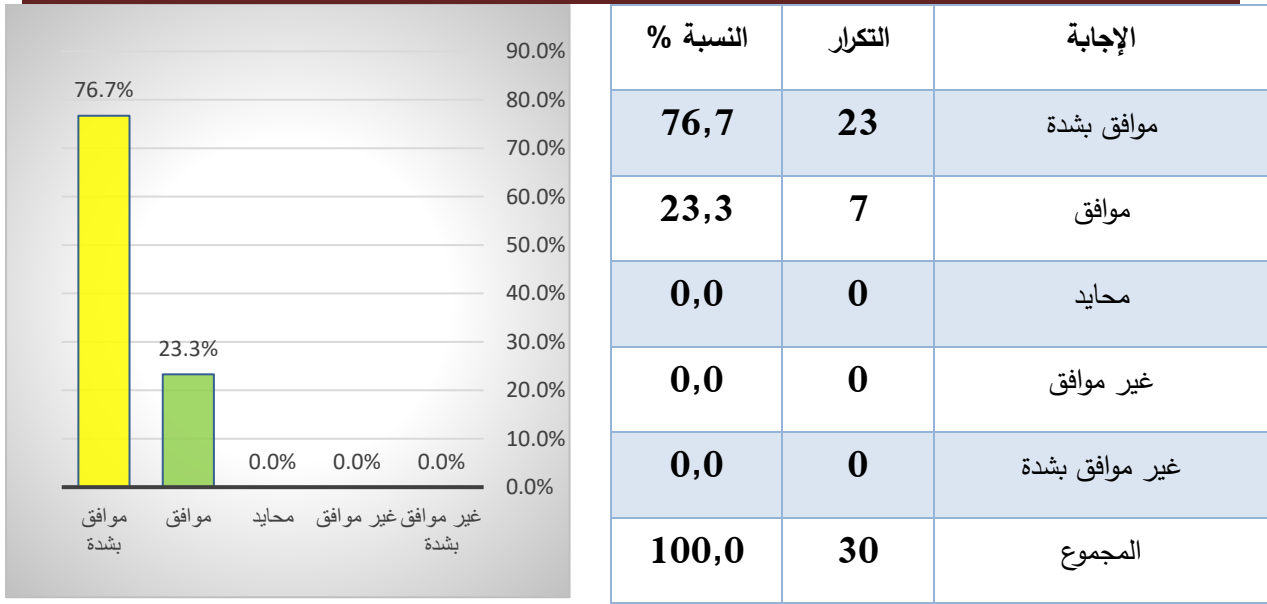 الإجابة التكرار النسبة %
موافق بشدة 23 76,7
موافق 7 23,3
محايد 0 0,0
غير موافق 0 0,0
غير موافق بشدة 0 0,0
المجموع 30 100,0
90.0%
80.0%
70.0%
60.0%
50.0%
40.0%
30.0%
20.0%
10.0%
0.0%
76.7%
23.3%
0.0%
0.0%
0.0%
موافق بشدة
موافق
محايد
غير موافق
غير موافق بشدة